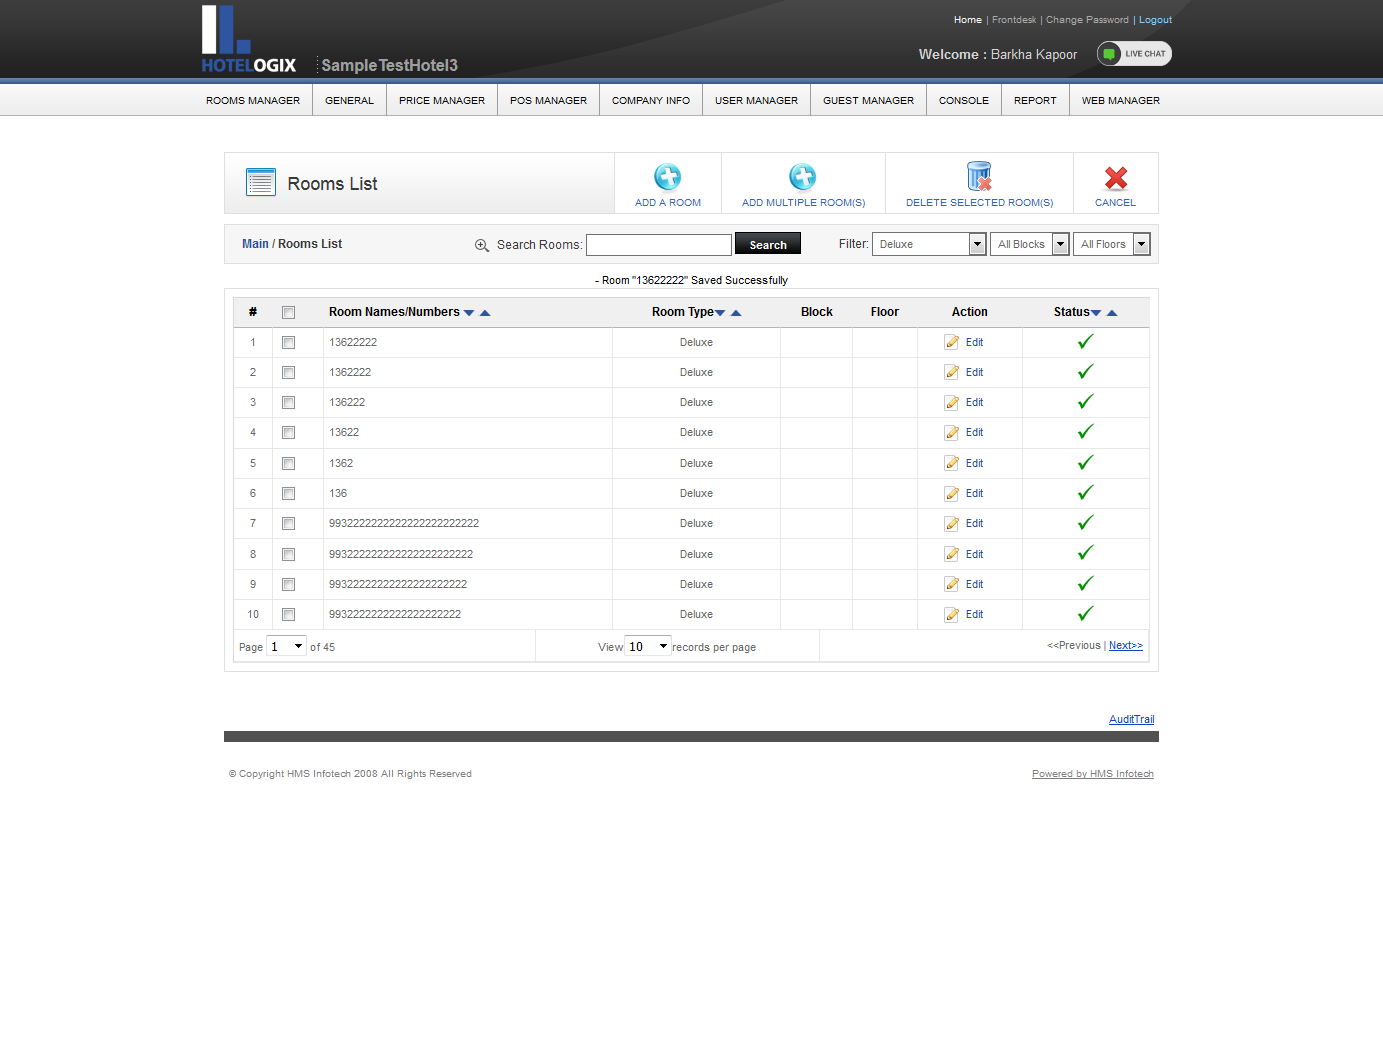 Home | Frontdesk | Change Password | Logout
HOTELOGIX
SampleTestHotel3
Welcome : Barkha Kapoor
LIVE CHAT
ROOMS MANAGER GENERAL PRICE MANAGER POS MANAGER COMPANY INFO USER MANAGER GUEST MANAGER CONSOLE REPORT WEB MANAGER
Rooms List
ADD A ROOM ADD MULTIPLE ROOM(S) DELETE SELECTED ROOM(S) CANCEL
Main / Rooms List Search Rooms: Search Filter: Deluxe All Blocks All Floors
- Room "13622222" Saved Successfully
# Room Names/Numbers Room Type Block Floor Action Status
1 13622222 Deluxe Edit
2 1362222 Deluxe Edit
3 136222 Deluxe Edit
4 13622 Deluxe Edit
5 1362 Deluxe Edit
6 136 Deluxe Edit
7 9932222222222222222222222 Deluxe Edit
8 993222222222222222222222 Deluxe Edit
9 99322222222222222222222 Deluxe Edit
10 9932222222222222222222 Deluxe Edit
Page 1 of 45 View 10 records per page <<Previous | Next>>
AuditTrail
© Copyright HMS Infotech 2008 All Rights Reserved Powered by HMS Infotech